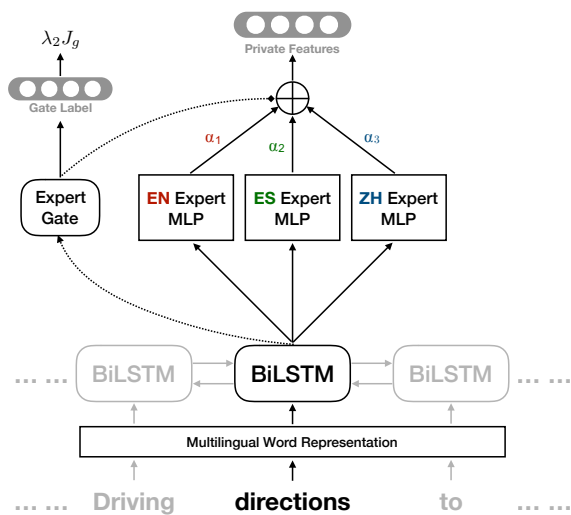 λ₂J_g
Private Features
Gate Label
α₁ α₂ α₃
Expert
Gate
EN Expert
MLP
ES Expert
MLP
ZH Expert
MLP
... ... BiLSTM BiLSTM BiLSTM ... ...
Multilingual Word Representation
... ... Driving directions to ... ...